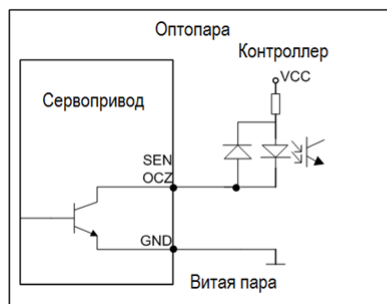 Оптопара
Контроллер
VCC
Сервопривод
SEN
OCZ
GND
Витая пара